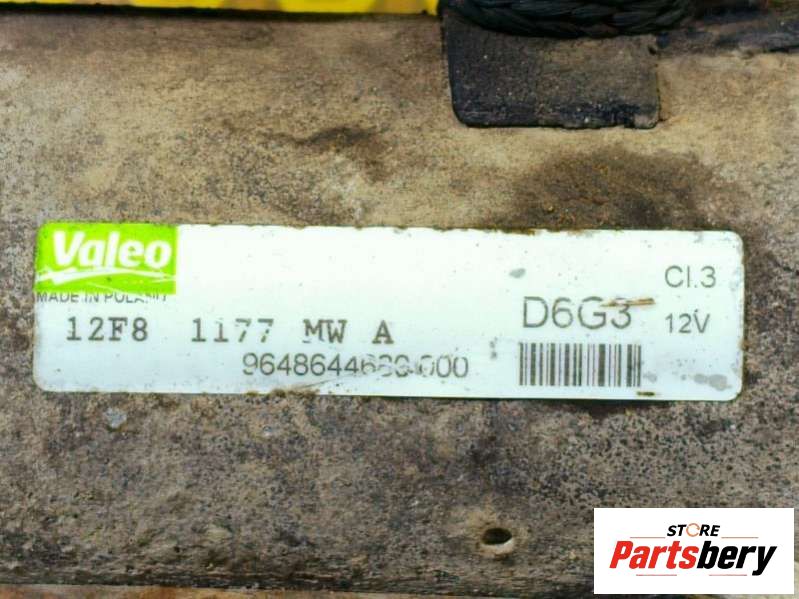 Valeo
MADE IN POLAND
12F8 1177 MW A
D6G3
Cl.3
12V
STORE
Partsbery